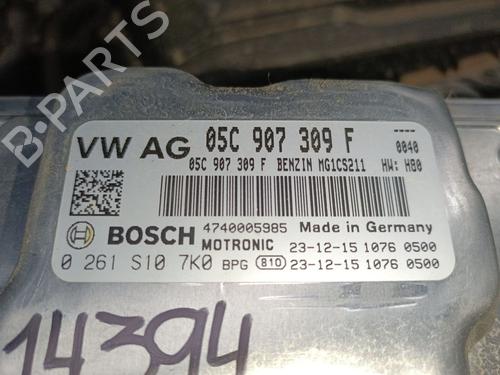 B-PARTS
VW AG 05C 907 309 F
----
0040
05C 907 309 F BENZIN MG1CS211 HW: H80
BOSCH 4740005985 Made in Germany
MOTRONIC 23-12-15 1076 0500
0 261 S10 7K0 BPG 810 23-12-15 1076 0500
14394